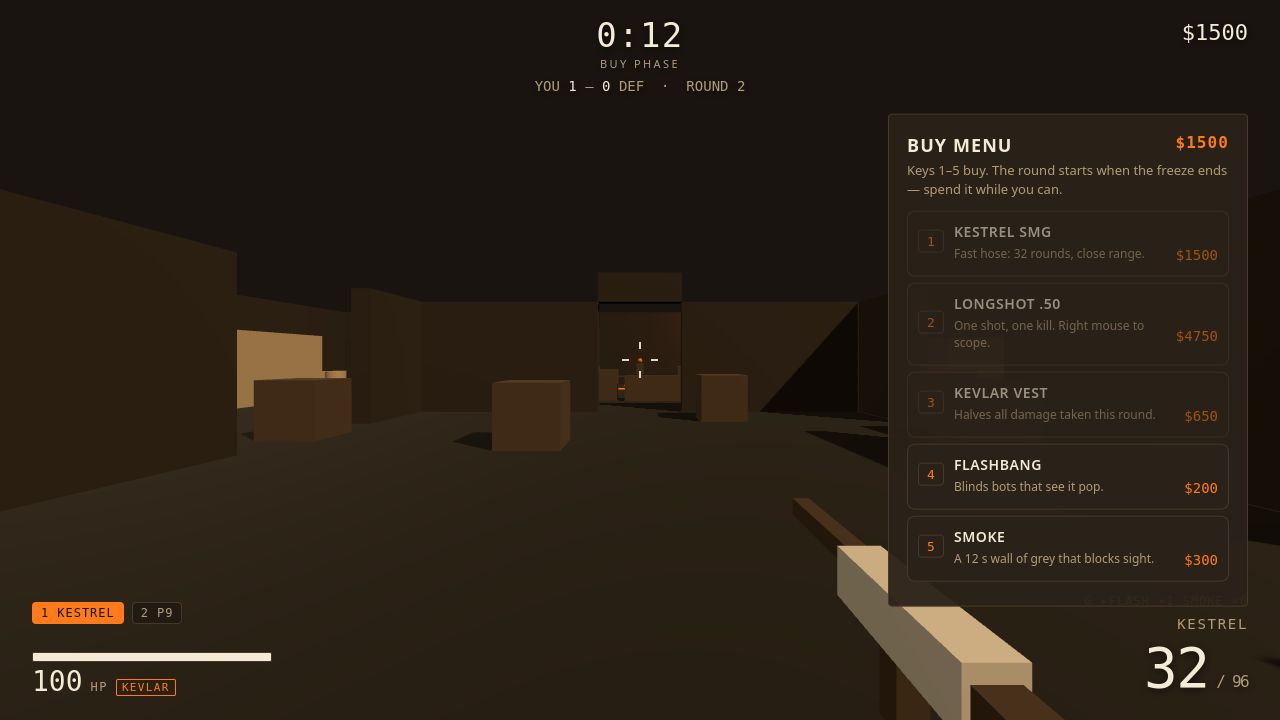 0:12
BUY PHASE
YOU 1 — 0 DEF · ROUND 2
$1500
BUY MENU
$1500
Keys 1–5 buy. The round starts when the freeze ends
— spend it while you can.
1
KESTREL SMG
Fast hose: 32 rounds, close range.
$1500
2
LONGSHOT .50
One shot, one kill. Right mouse to
scope.
$4750
3
KEVLAR VEST
Halves all damage taken this round.
$650
4
FLASHBANG
Blinds bots that see it pop.
$200
5
SMOKE
A 12 s wall of grey that blocks sight.
$300
1 KESTREL
2 P9
100 HP KEVLAR
KESTREL
32 / 96